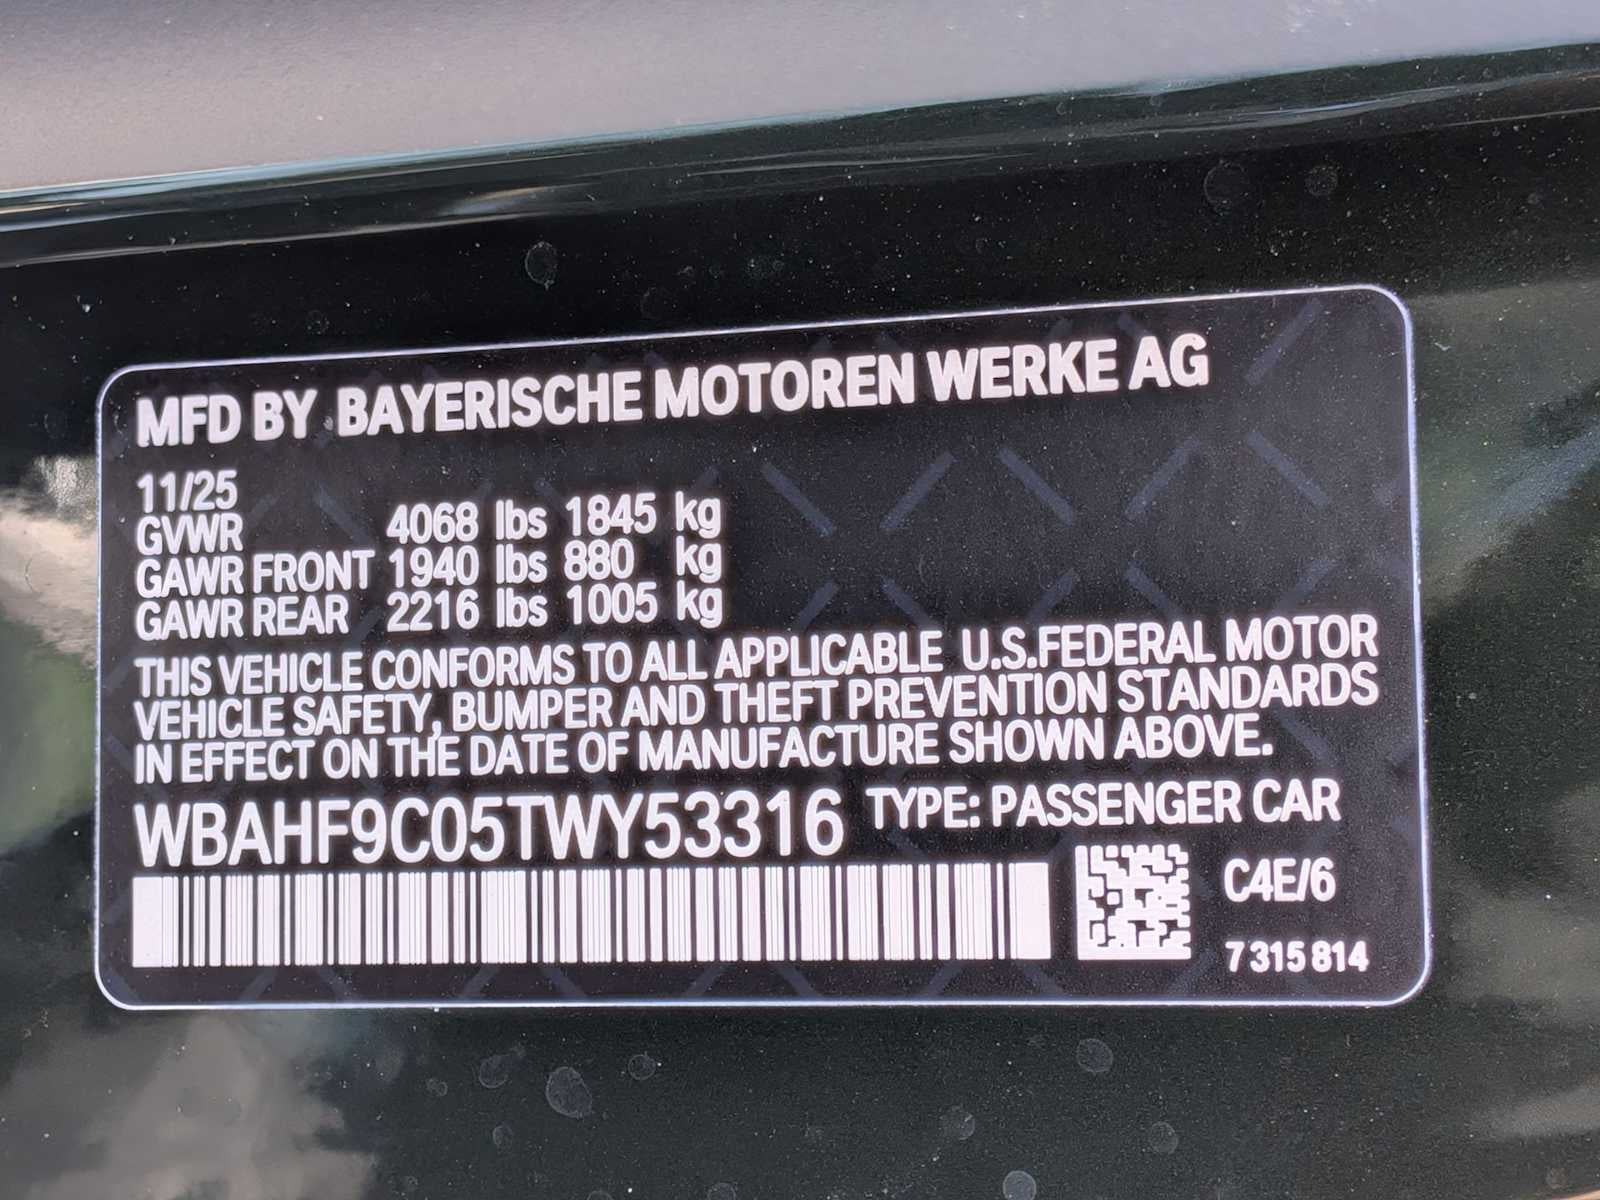 MFD BY BAYERISCHE MOTOREN WERKE AG
11/25
GVWR 4068 lbs 1845 kg
GAWR FRONT 1940 lbs 880 kg
GAWR REAR 2216 lbs 1005 kg
THIS VEHICLE CONFORMS TO ALL APPLICABLE U.S.FEDERAL MOTOR
VEHICLE SAFETY, BUMPER AND THEFT PREVENTION STANDARDS
IN EFFECT ON THE DATE OF MANUFACTURE SHOWN ABOVE.
WBAHF9C05TWY53316 TYPE: PASSENGER CAR
C4E/6
7 315 814